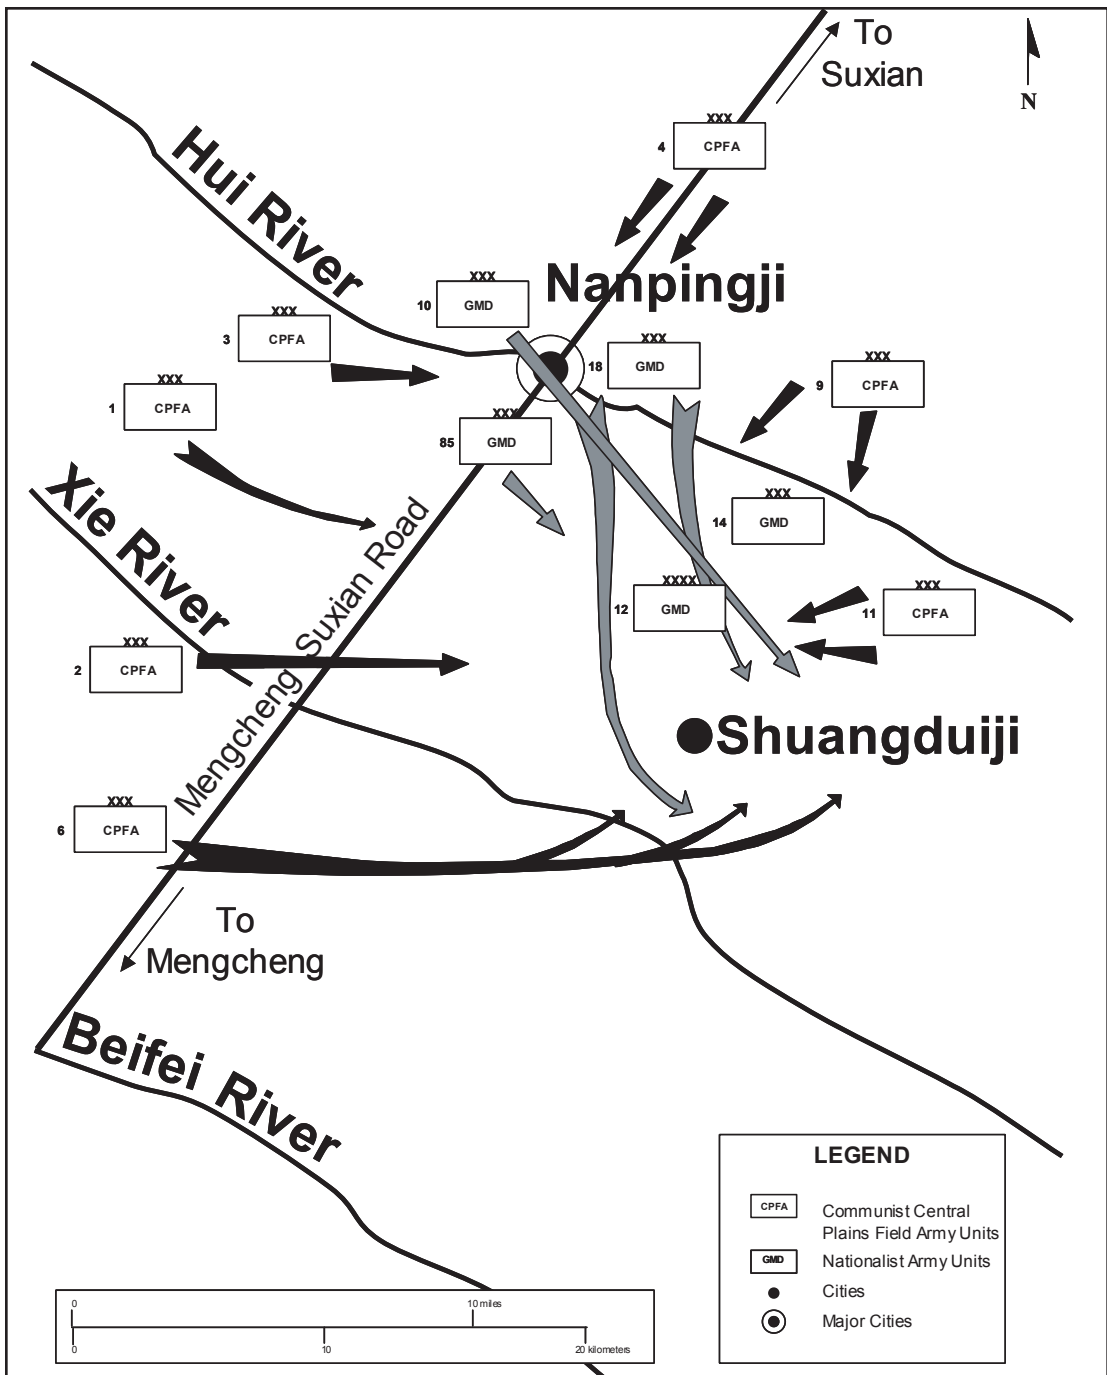 To
Suxian
N
XXX
4
CPFA
Hui River
Nanpingji
XXX
10
GMD
XXX
3
CPFA
XXX
18
GMD
XXX
9
CPFA
XXX
1
CPFA
XXX
85
GMD
Xie River
XXX
14
GMD
Mengcheng Suxian Road
XXXX
12
GMD
XXX
11
CPFA
XXX
2
CPFA
Shuangduiji
XXX
6
CPFA
To
Mengcheng
Beifei River
LEGEND
CPFA
Communist Central
Plains Field Army Units
GMD
Nationalist Army Units
Cities
Major Cities
0
10 miles
0
10
20 kilometers